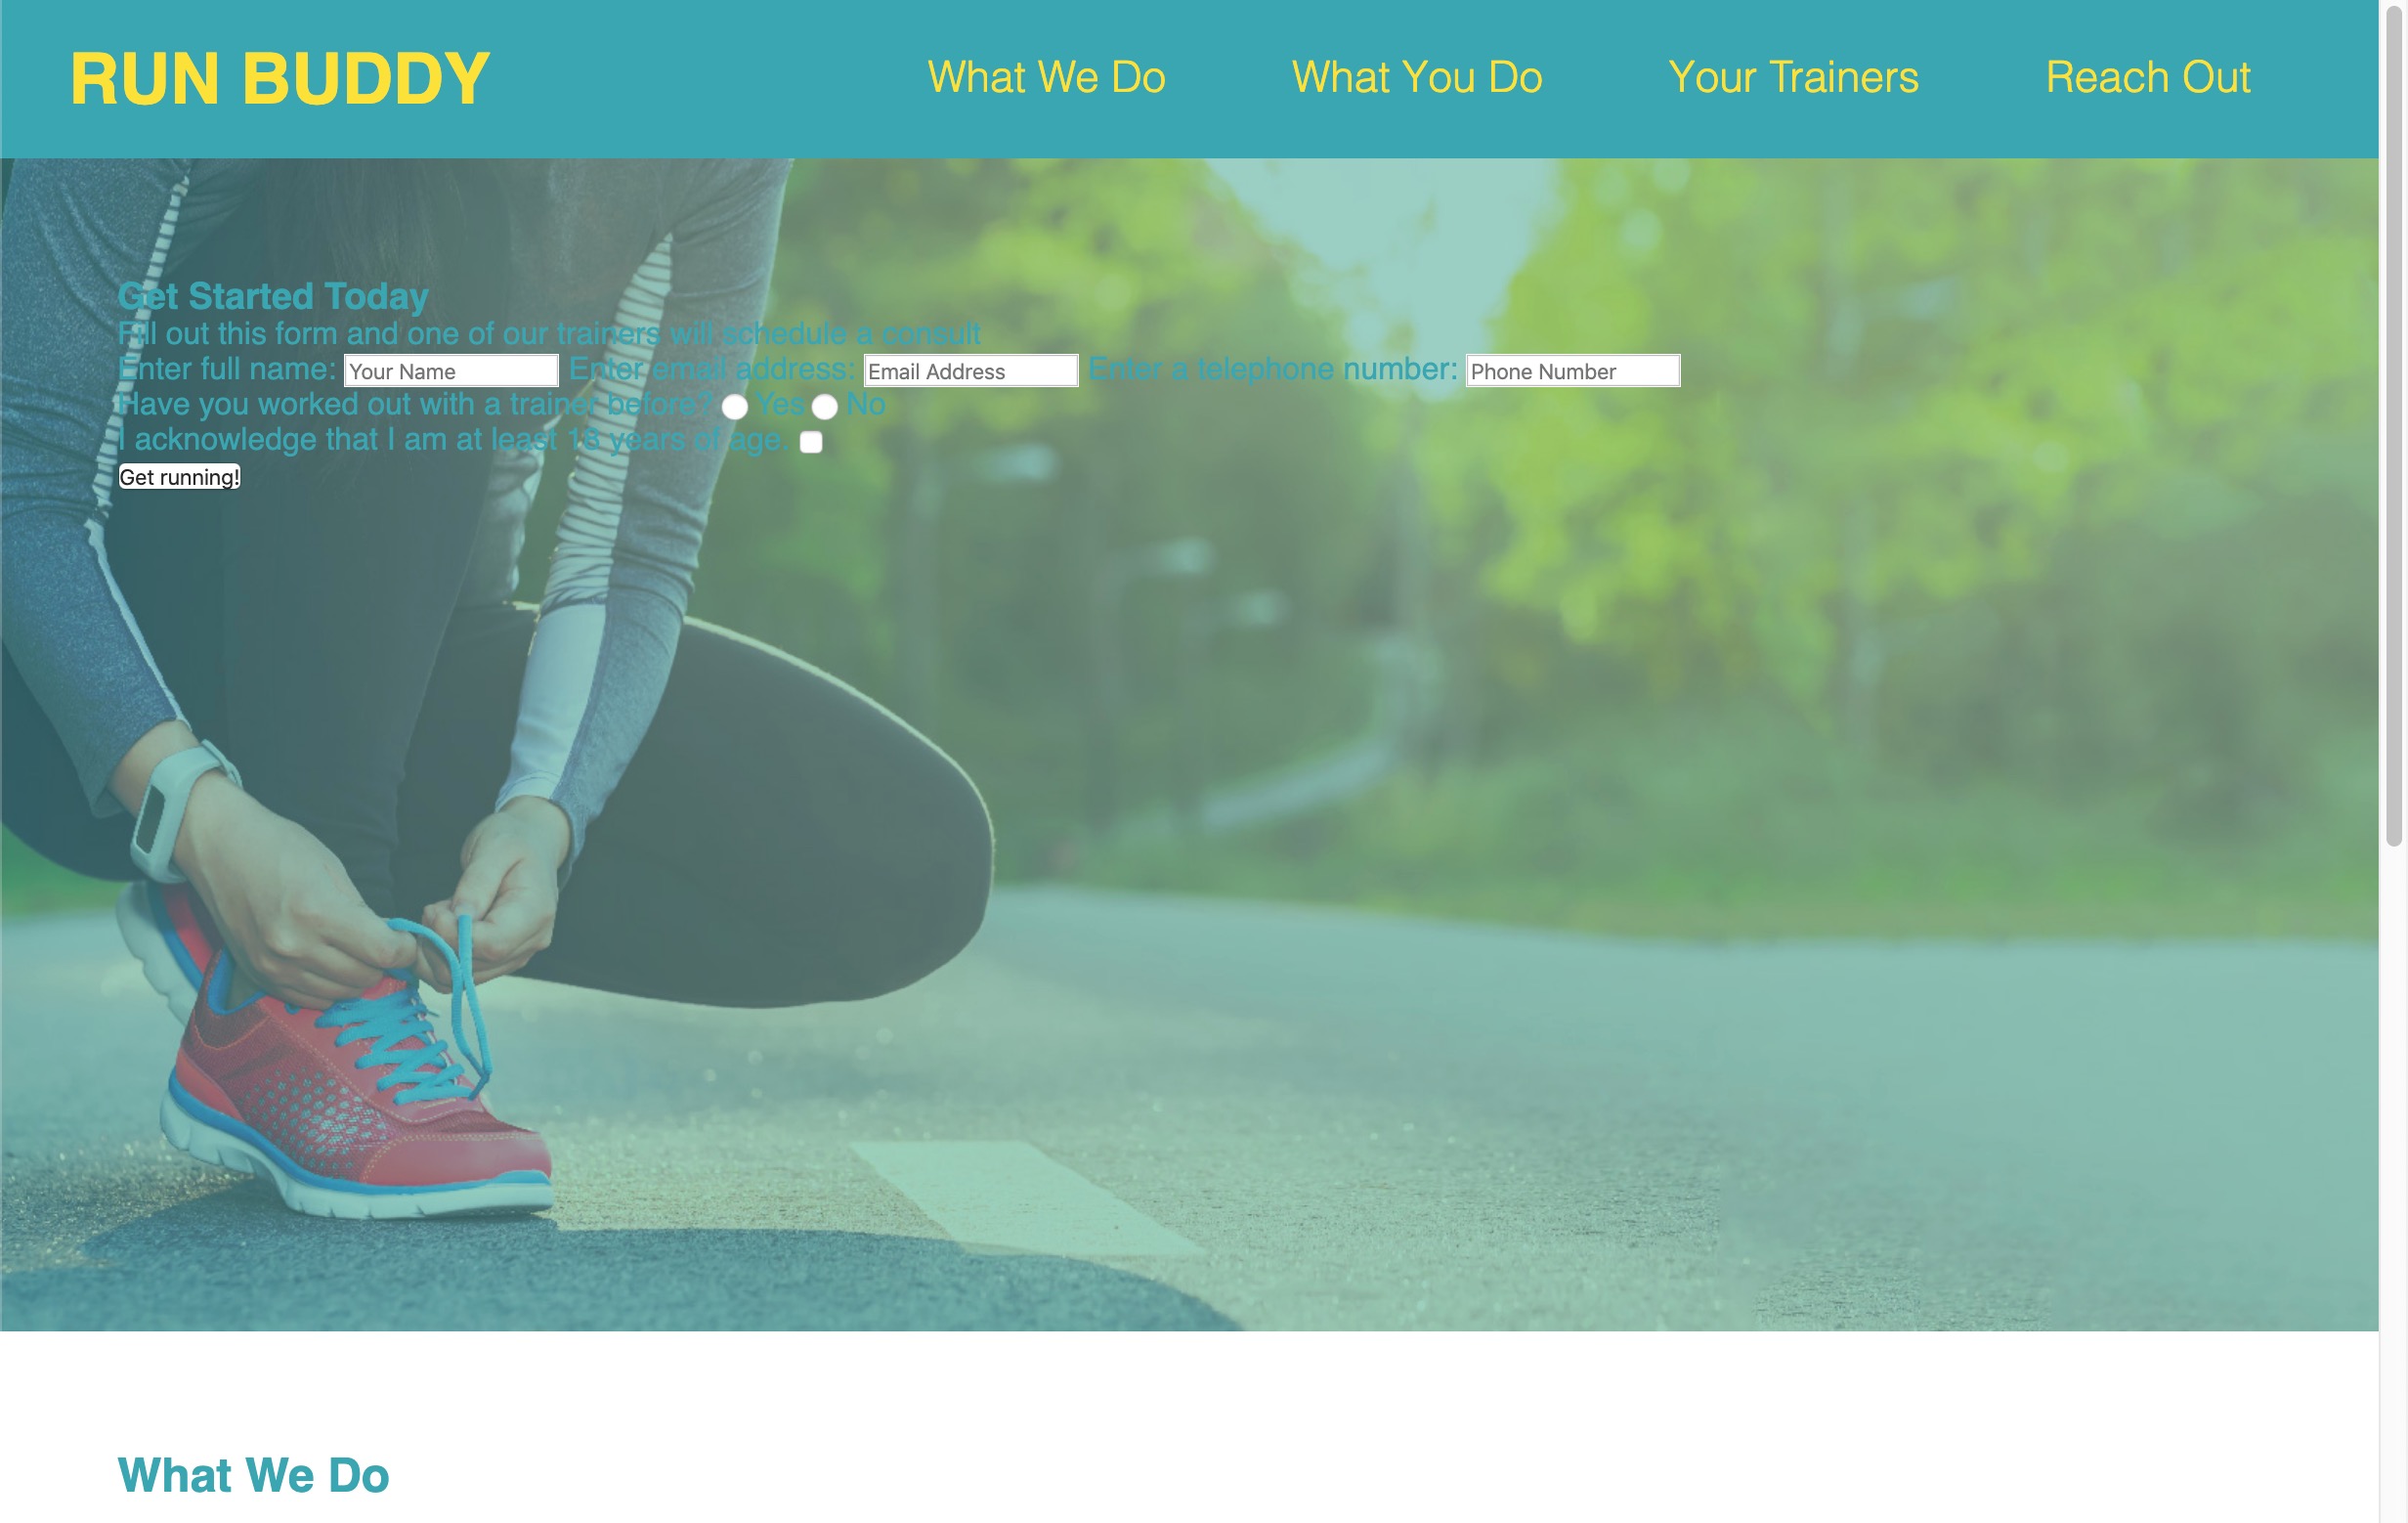 RUN BUDDY
What We Do What You Do Your Trainers Reach Out
Get Started Today
Fill out this form and one of our trainers will schedule a consult
Enter full name: Your Name Enter email address: Email Address Enter a telephone number: Phone Number
Have you worked out with a trainer before? Yes No
I acknowledge that I am at least 18 years of age.
Get running!
What We Do